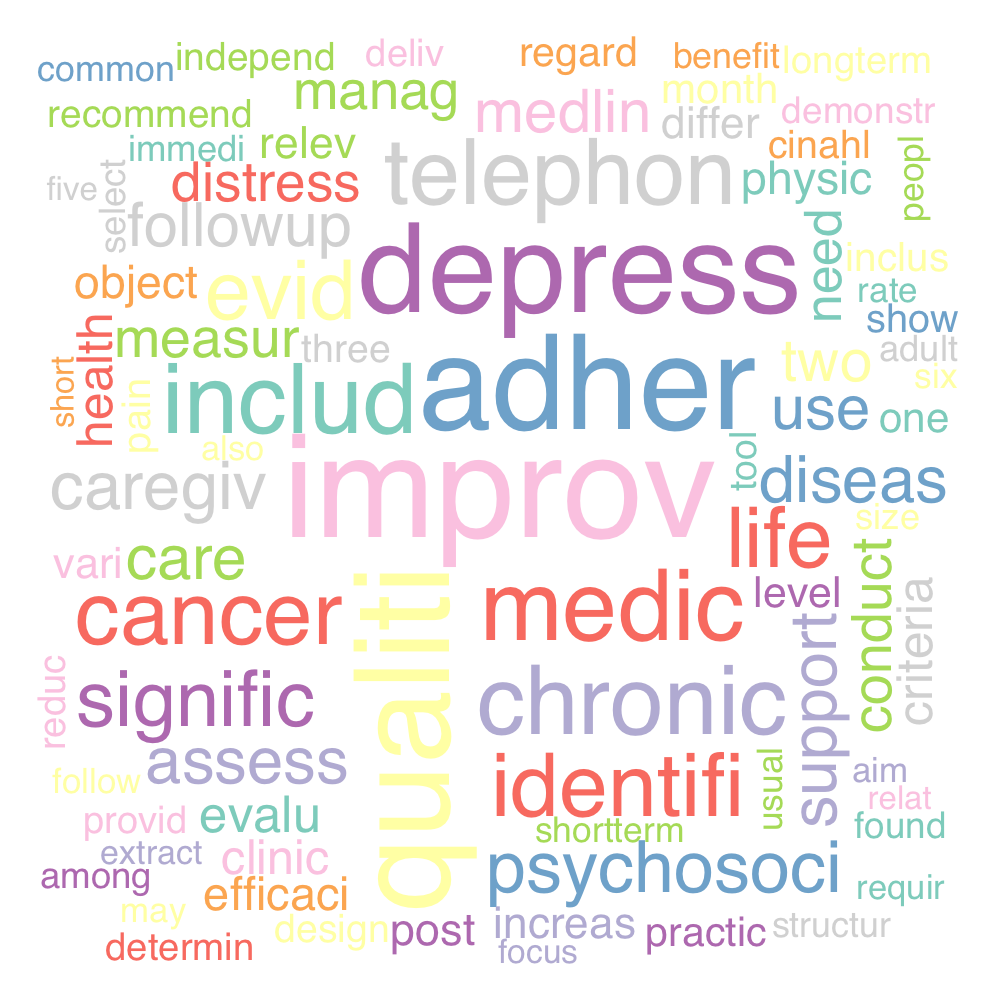 common
independ
deliv
regard
benefit
longterm
recommend
manag
medlin
month
demonstr
immedi
relev
differ
cinahl
five
select
distress
telephon
physic
peopl
followup
depress
need
inclus
object
evid
rate
show
health
measur
three
adher
two
adult
short
pain
includ
use
one
six
also
improv
tool
diseas
caregiv
life
size
vari
care
qualiti
medic
level
conduct
cancer
support
criteria
reduc
signific
chronic
assess
identifi
usual
aim
follow
relat
provid
evalu
shortterm
found
extract
clinic
psychosoci
among
efficaci
requir
may
design
post
increas
practic
structur
determin
focus